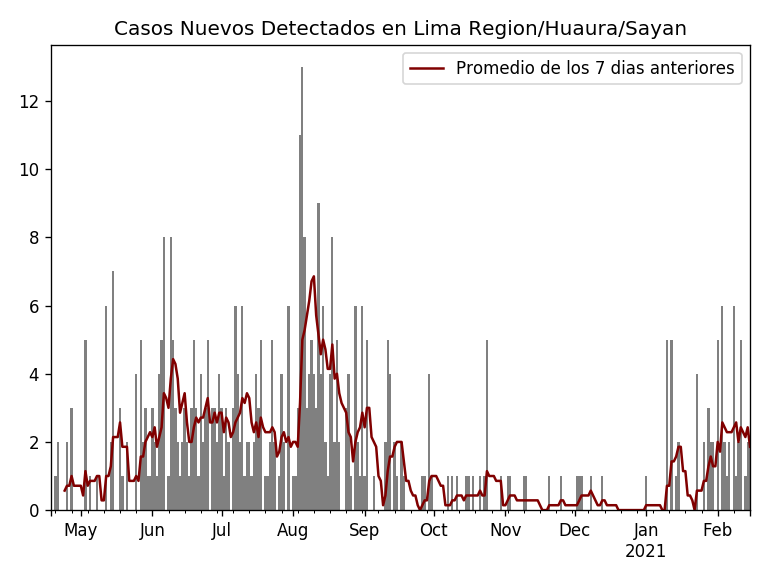 Casos Nuevos Detectados en Lima Region/Huaura/Sayan
Promedio de los 7 dias anteriores
12
10
8
6
4
2
0
May Jun Jul Aug Sep Oct Nov Dec Jan Feb
2021